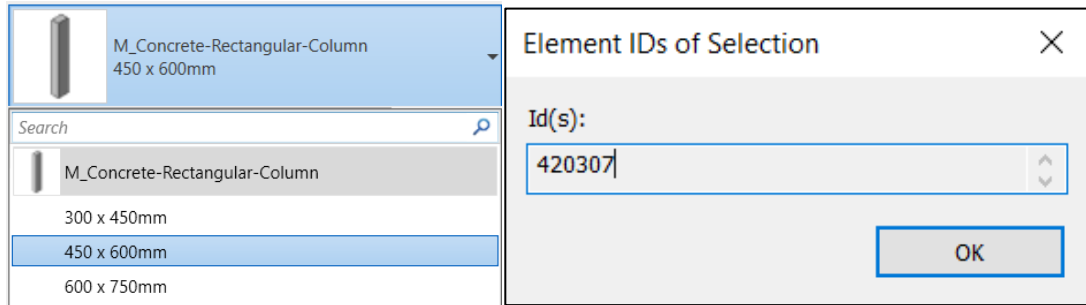 M_Concrete-Rectangular-Column
450 x 600mm
Search
M_Concrete-Rectangular-Column
300 x 450mm
450 x 600mm
600 x 750mm
Element IDs of Selection
Id(s):
420307
OK